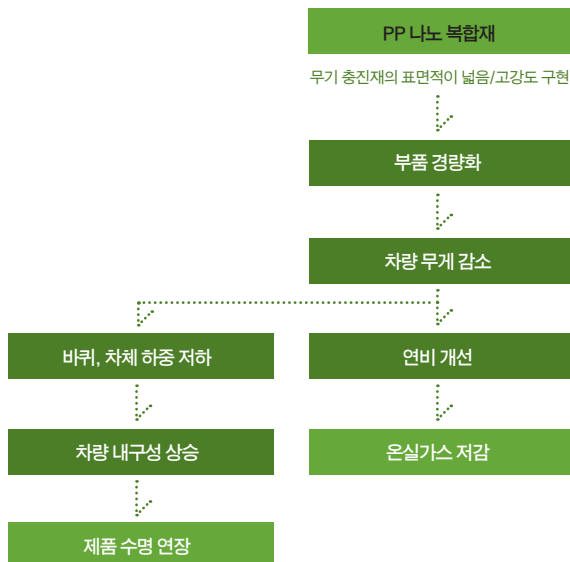 PP 나노 복합재
무기 충진재의 표면적이 넓음/고강도 구현
부품 경량화
차량 무게 감소
바퀴, 차체 하중 저하
연비 개선
차량 내구성 상승
온실가스 저감
제품 수명 연장